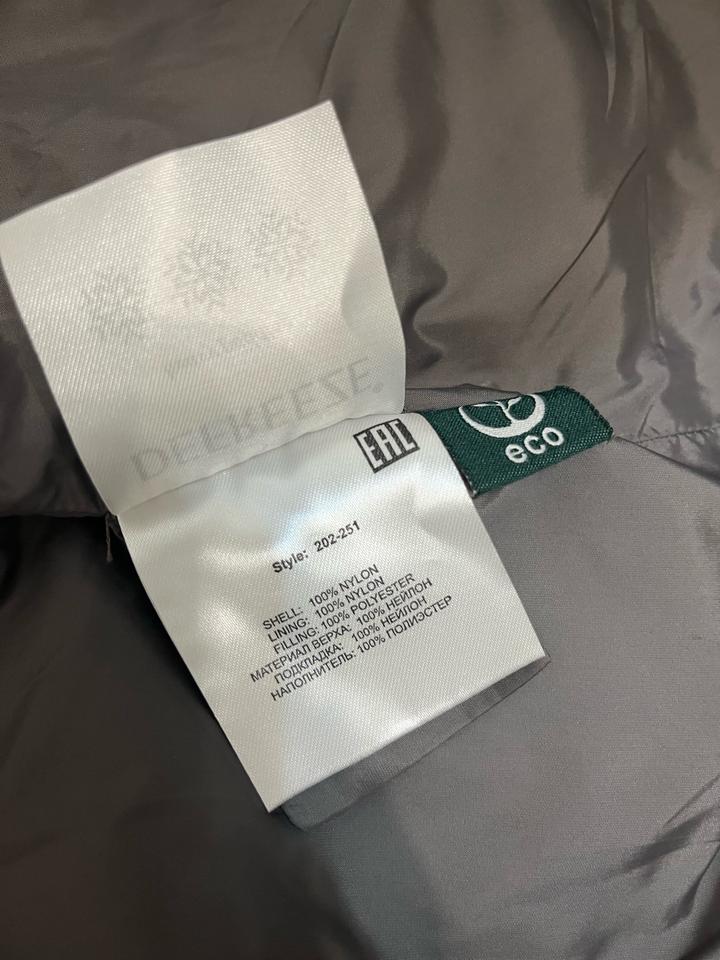 DEEFREEZE®
EAC
eco
Style: 202-251
SHELL: 100% NYLON
LINING: 100% NYLON
FILLING: 100% POLYESTER
МАТЕРИАЛ ВЕРХА: 100% НЕЙЛОН
ПОДКЛАДКА: 100% НЕЙЛОН
НАПОЛНИТЕЛЬ: 100% ПОЛИЭСТЕР